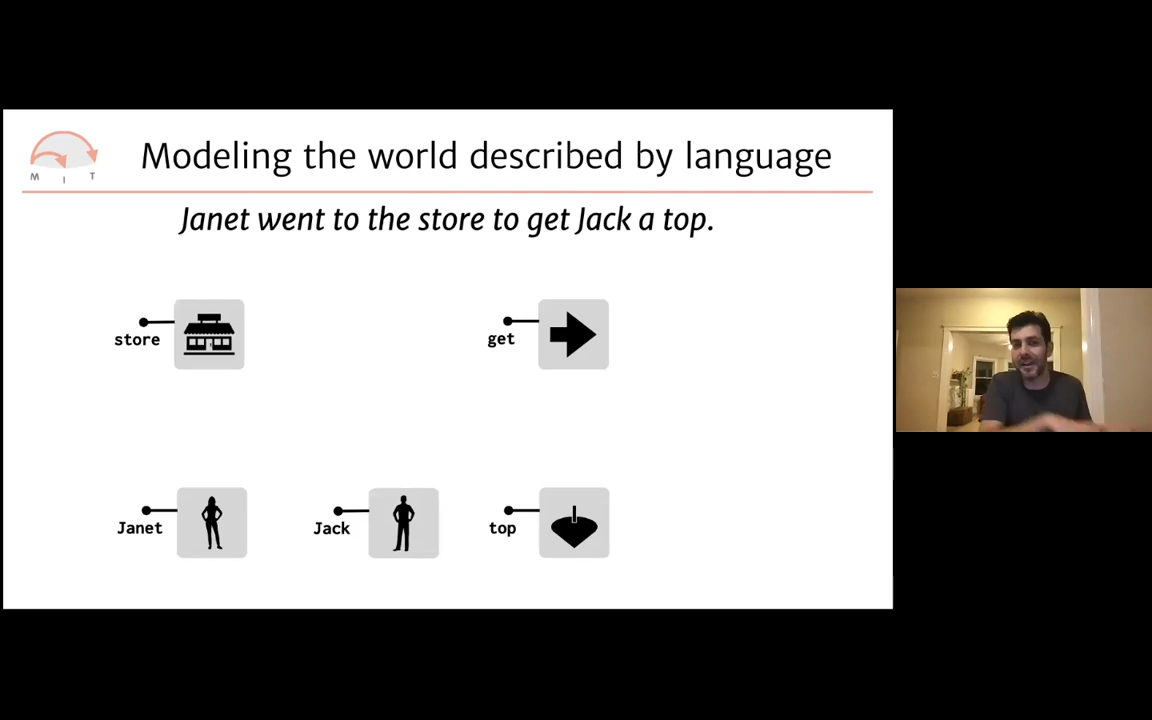 Modeling the world described by language
M I T
Janet went to the store to get Jack a top.
store
get
Janet
Jack
top